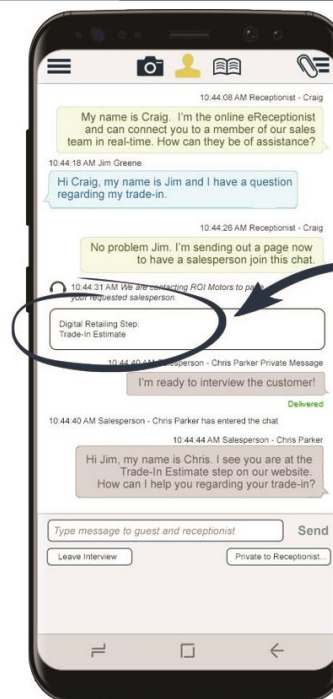 10:44:08 AM Receptionist - Craig
My name is Craig. I'm the online eReceptionist
and can connect you to a member of our sales
team in real-time. How can they be of assistance?
10:44:18 AM Jim Greene
Hi Craig, my name is Jim and I have a question
regarding my trade-in.
10:44:26 AM Receptionist - Craig
No problem Jim. I'm sending out a page now
to have a salesperson join this chat.
10:44:31 AM We are contacting ROI Motors to page
your requested salesperson.
Digital Retailing Step:
Trade-In Estimate
10:44:40 AM Salesperson - Chris Parker Private Message
I'm ready to interview the customer!
Delivered
10:44:40 AM Salesperson - Chris Parker has entered the chat
10:44:44 AM Salesperson - Chris Parker
Hi Jim, my name is Chris. I see you are at the
Trade-In Estimate step on our website.
How can I help you regarding your trade-in?
Type message to guest and receptionist
Send
Leave Interview
Private to Receptionist...